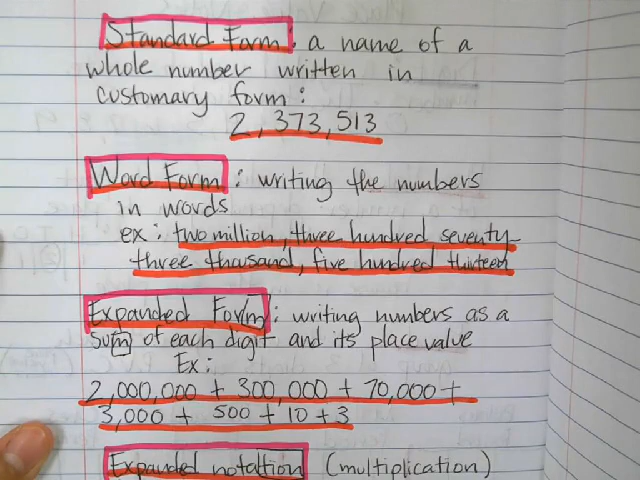 Standard Form: a name of a
whole number written in
customary form:
2,373,513
Word Form: writing the numbers
in words
ex: two million, three hundred seventy
three thousand, five hundred thirteen
Expanded Form: writing numbers as a
sum of each digit and its place value
Ex:
2,000,000 + 300,000 + 70,000 +
3,000 + 500 + 10 + 3
Expanded notation (multiplication)